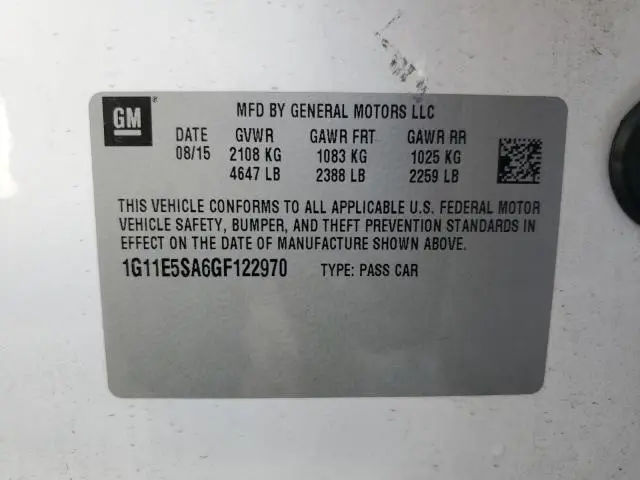 GM ®
MFD BY GENERAL MOTORS LLC
DATE GVWR GAWR FRT GAWR RR
08/15 2108 KG 1083 KG 1025 KG
4647 LB 2388 LB 2259 LB
THIS VEHICLE CONFORMS TO ALL APPLICABLE U.S. FEDERAL MOTOR
VEHICLE SAFETY, BUMPER, AND THEFT PREVENTION STANDARDS IN
EFFECT ON THE DATE OF MANUFACTURE SHOWN ABOVE.
1G11E5SA6GF122970 TYPE: PASS CAR